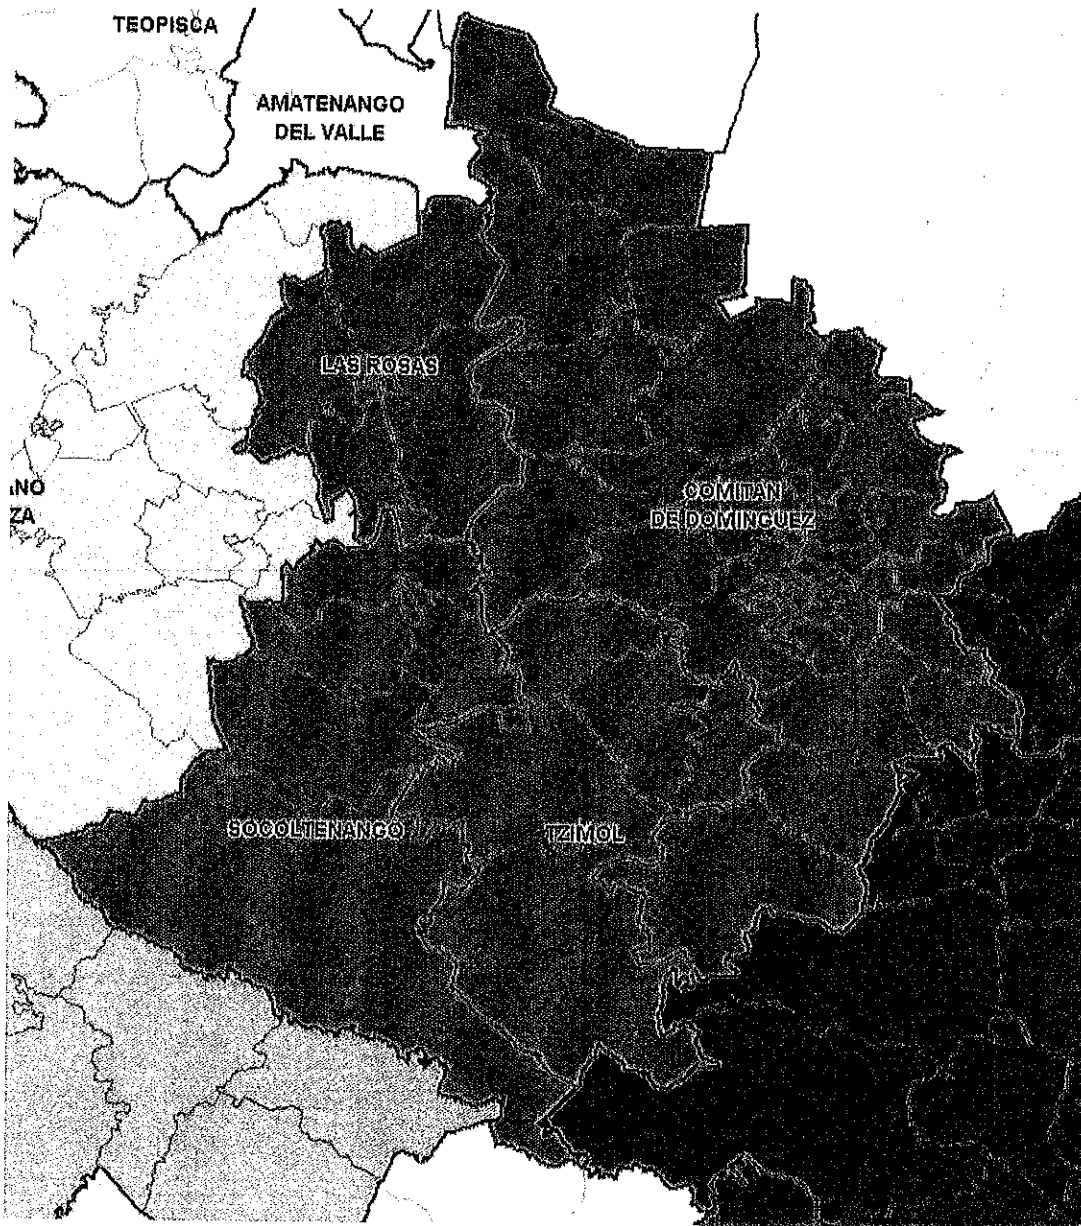 TEOPISCA
AMATENANGO
DEL VALLE
LAS ROSAS
COMITAN
DE DOMINGUEZ
SOCOLTENANGO
TZIMOL